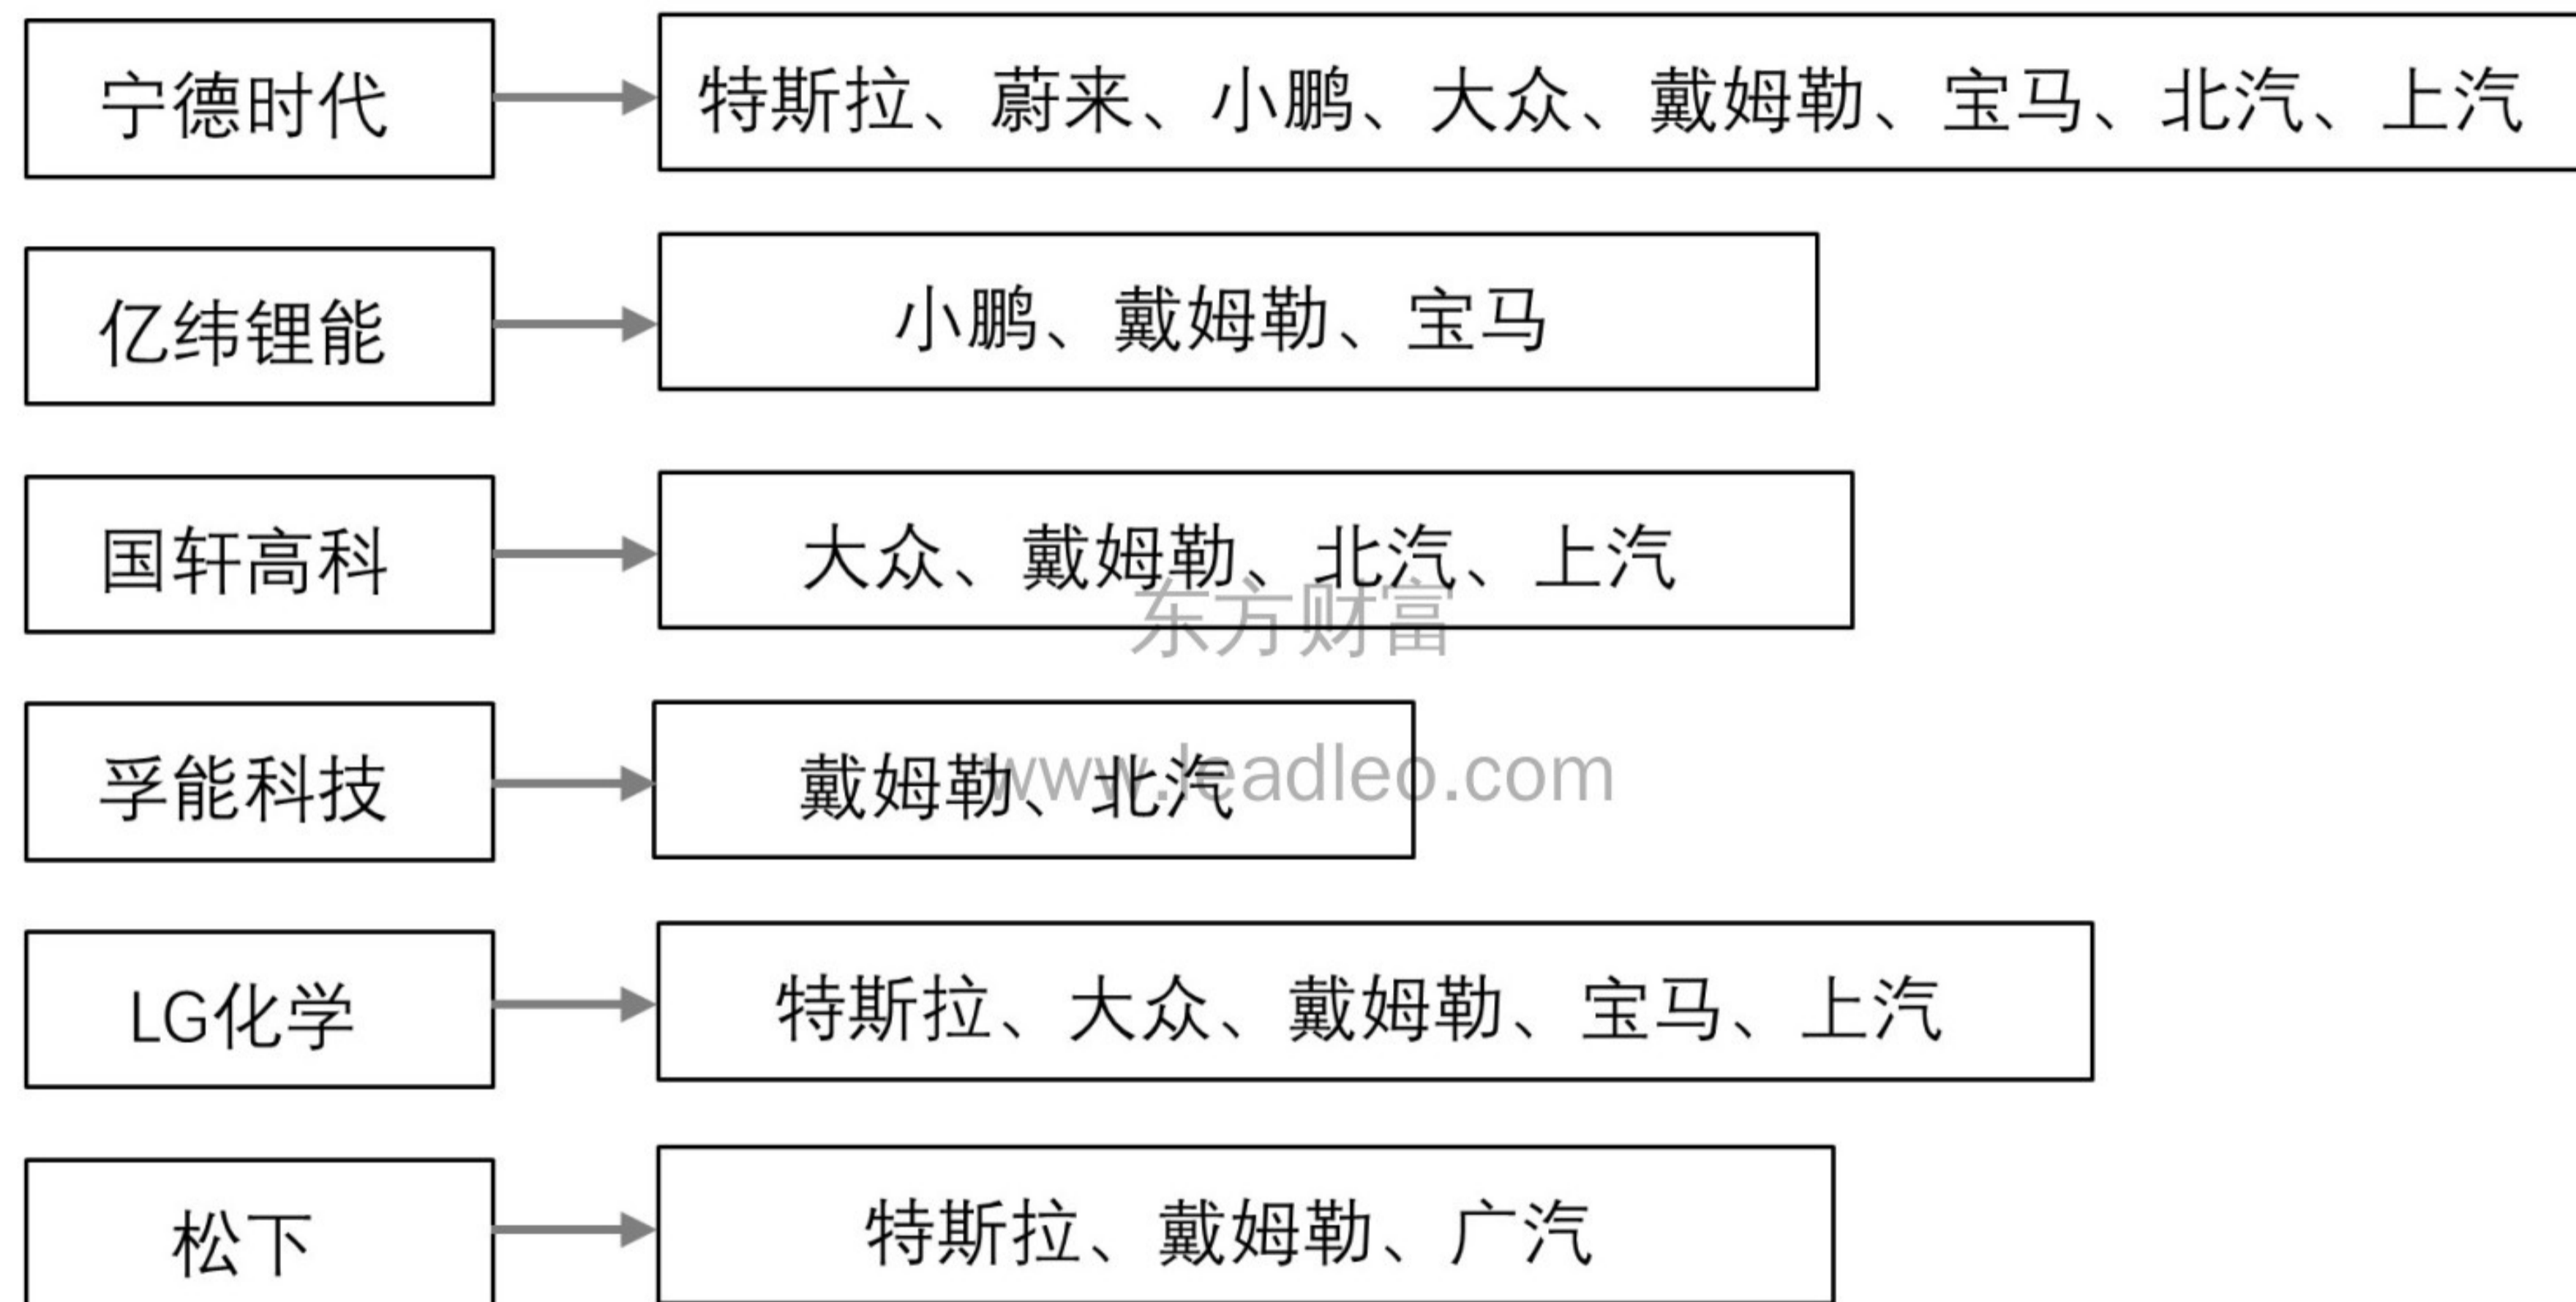 宁德时代
特斯拉、蔚来、小鹏、大众、戴姆勒、宝马、北汽、上汽
亿纬锂能
小鹏、戴姆勒、宝马
国轩高科
大众、戴姆勒、北汽、上汽
东方财富
孚能科技
戴姆勒、北汽
www.leadleo.com
LG化学
特斯拉、大众、戴姆勒、宝马、上汽
松下
特斯拉、戴姆勒、广汽